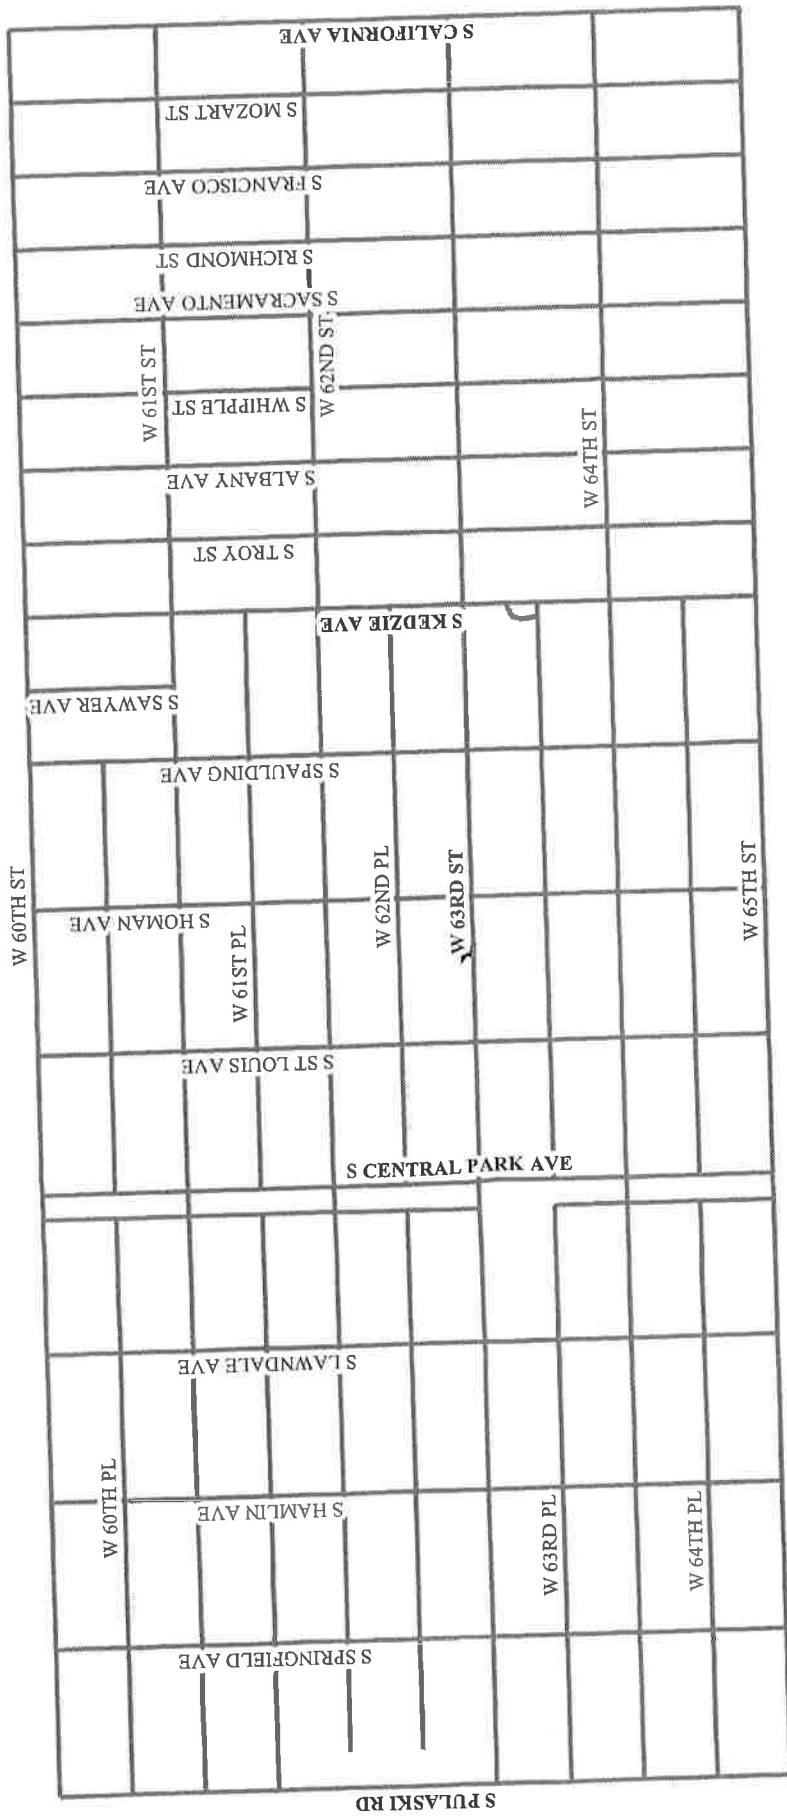 S CALIFORNIA AVE
S MOZART ST
S FRANCISCO AVE
S RICHMOND ST
S SACRAMENTO AVE
W 61ST ST
W 62ND ST
S WHIPPLE ST
W 64TH ST
S ALBANY AVE
S TROY ST
S KEDZIE AVE
S SAWYER AVE
S SPAULDING AVE
W 60TH ST
W 62ND PL
W 63RD ST
W 65TH ST
S HOMAN AVE
W 61ST PL
S ST LOUIS AVE
S CENTRAL PARK AVE
S LAWNDALE AVE
W 60TH PL
S HAMLIN AVE
W 63RD PL
W 64TH PL
S SPRINGFIELD AVE
S PULASKI RD